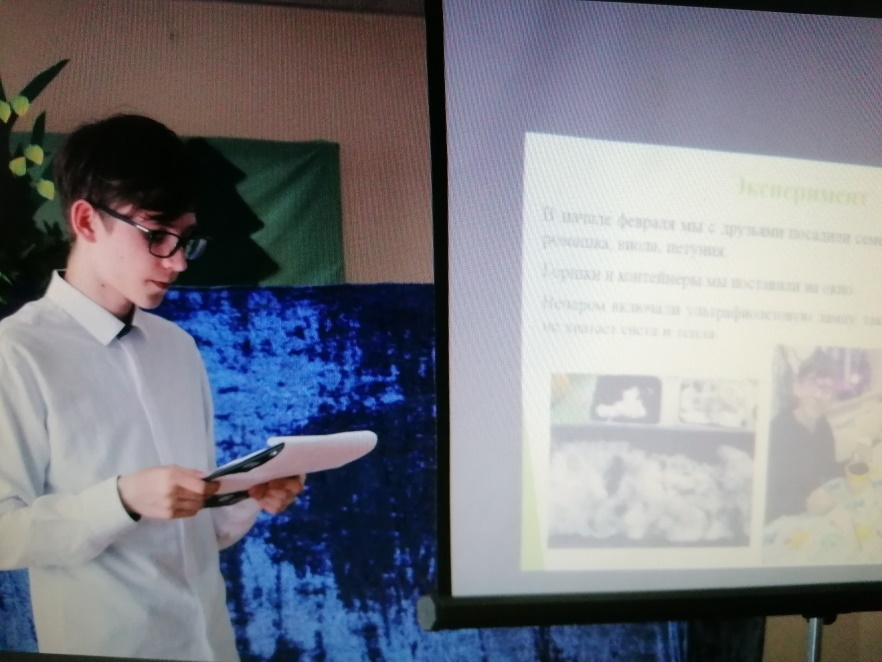 Эксперимент
В начале февраля мы с друзьями посадили
ромашка, виола, петуния.
Горшки и контейнеры мы поставили на окно
Вечером включали ультрафиолетовую лампу
не хватает света и тепла.